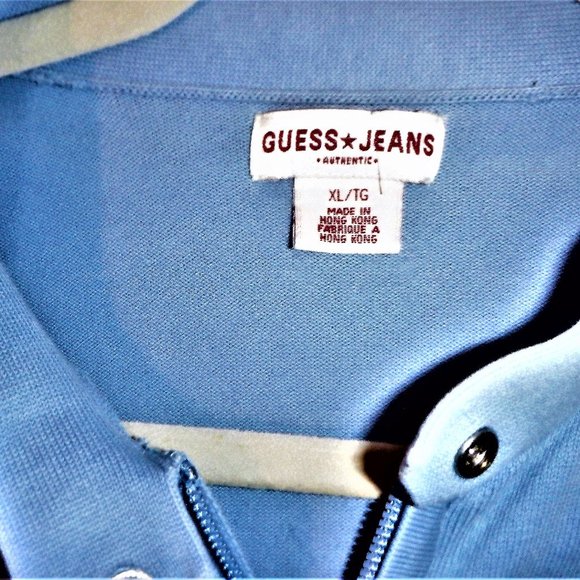 GUESS★JEANS
• AUTHENTIC •
XL/TG
MADE IN
HONG KONG
FABRIQUE A
HONG KONG